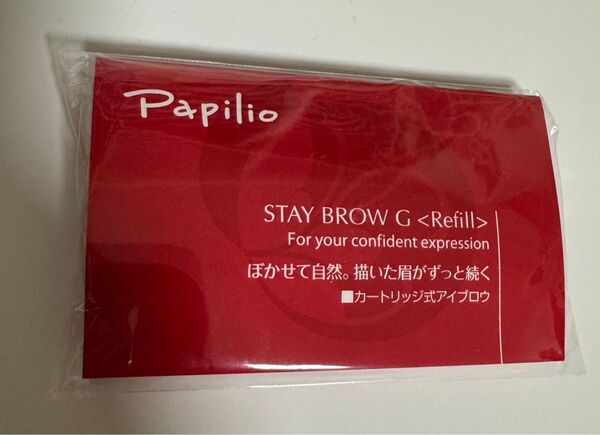 Papilio
STAY BROW G <Refill>
For your confident expression
ぼかせて自然。描いた眉がずっと続く
■カートリッジ式アイブロウ